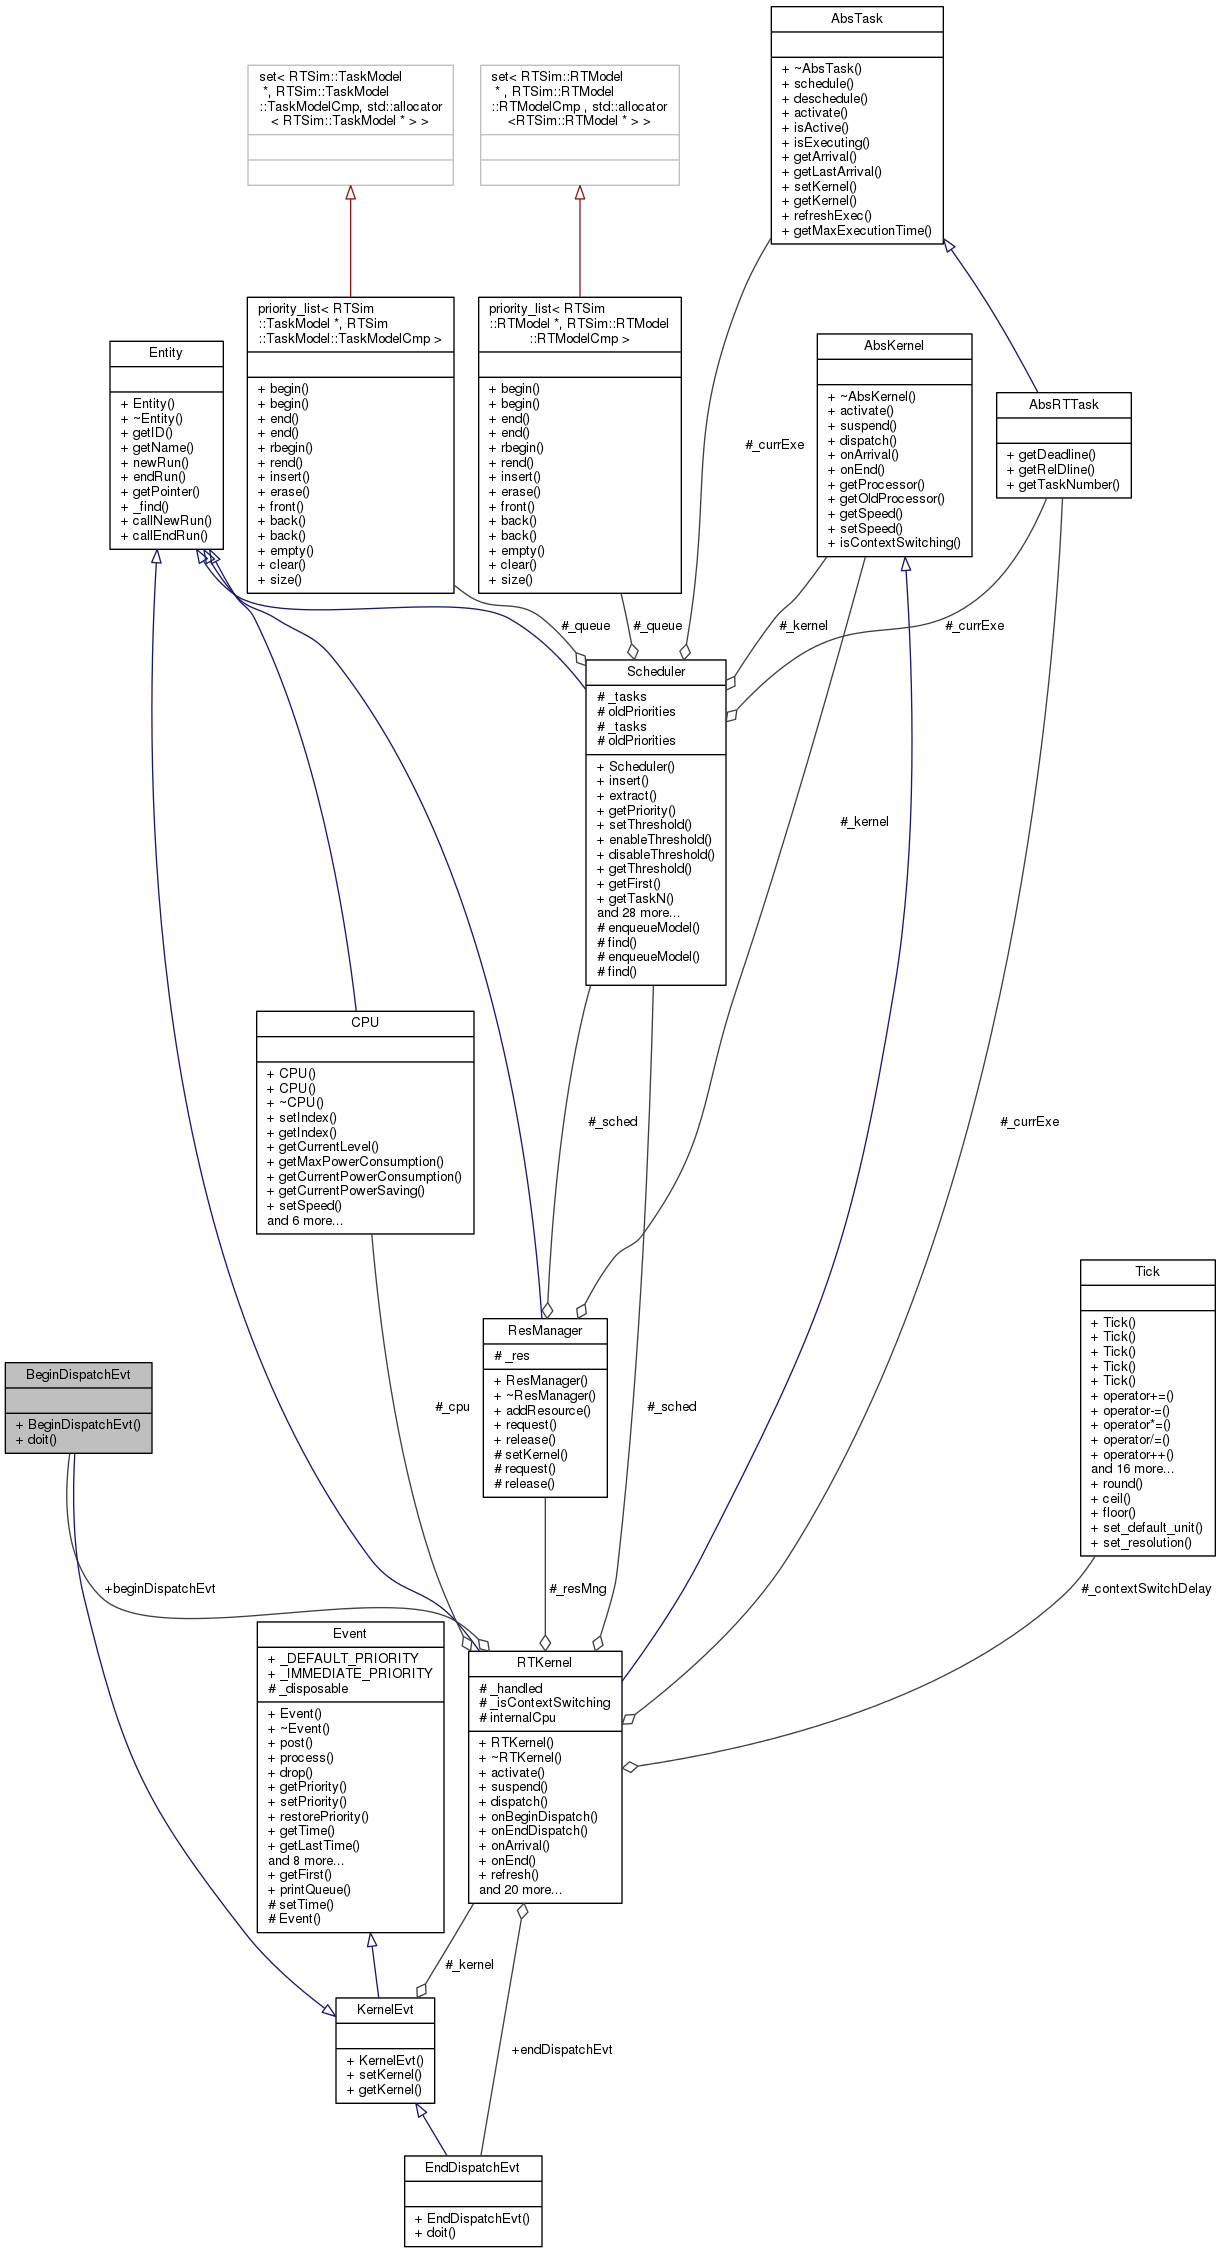 AbsTask
+ ~AbsTask()
+ schedule()
+ deschedule()
+ activate()
+ isActive()
+ isExecuting()
+ getArrival()
+ getLastArrival()
+ setKernel()
+ getKernel()
+ refreshExec()
+ getMaxExecutionTime()
set< RTSim::TaskModel
*, RTSim::TaskModel
::TaskModelCmp, std::allocator
< RTSim::TaskModel * > >
set< RTSim::RTModel
* , RTSim::RTModel
::RTModelCmp , std::allocator
<RTSim::RTModel * > >
priority_list< RTSim
::TaskModel *, RTSim
::TaskModel::TaskModelCmp >
+ begin()
+ begin()
+ end()
+ end()
+ rbegin()
+ rend()
+ insert()
+ erase()
+ front()
+ back()
+ back()
+ empty()
+ clear()
+ size()
priority_list< RTSim
::RTModel *, RTSim::RTModel
::RTModelCmp >
+ begin()
+ begin()
+ end()
+ end()
+ rbegin()
+ rend()
+ insert()
+ erase()
+ front()
+ back()
+ back()
+ empty()
+ clear()
+ size()
Entity
+ Entity()
+ ~Entity()
+ getID()
+ getName()
+ newRun()
+ endRun()
+ getPointer()
+ _find()
+ callNewRun()
+ callEndRun()
AbsKernel
+ ~AbsKernel()
+ activate()
+ suspend()
+ dispatch()
+ onArrival()
+ onEnd()
+ getProcessor()
+ getOldProcessor()
+ getSpeed()
+ setSpeed()
+ isContextSwitching()
AbsRTTask
+ getDeadline()
+ getRelDline()
+ getTaskNumber()
#_currExe
#_queue
#_queue
#_kernel
#_currExe
Scheduler
# _tasks
# oldPriorities
# _tasks
# oldPriorities
+ Scheduler()
+ insert()
+ extract()
+ getPriority()
+ setThreshold()
+ enableThreshold()
+ disableThreshold()
+ getThreshold()
+ getFirst()
+ getTaskN()
and 28 more...
# enqueueModel()
# find()
# enqueueModel()
# find()
#_kernel
CPU
+ CPU()
+ CPU()
+ ~CPU()
+ setIndex()
+ getIndex()
+ getCurrentLevel()
+ getMaxPowerConsumption()
+ getCurrentPowerConsumption()
+ getCurrentPowerSaving()
+ setSpeed()
and 6 more...
#_sched
#_currExe
Tick
+ Tick()
+ Tick()
+ Tick()
+ Tick()
+ Tick()
+ operator+=()
+ operator-=()
+ operator*=()
+ operator/=()
+ operator++()
and 16 more...
+ round()
+ ceil()
+ floor()
+ set_default_unit()
+ set_resolution()
ResManager
# _res
+ ResManager()
+ ~ResManager()
+ addResource()
+ request()
+ release()
# setKernel()
# request()
# release()
BeginDispatchEvt
+ BeginDispatchEvt()
+ doit()
#_cpu
#_sched
+beginDispatchEvt
#_resMng
#_contextSwitchDelay
Event
+ _DEFAULT_PRIORITY
+ _IMMEDIATE_PRIORITY
# _disposable
+ Event()
+ ~Event()
+ post()
+ process()
+ drop()
+ getPriority()
+ setPriority()
+ restorePriority()
+ getTime()
+ getLastTime()
and 8 more...
+ getFirst()
+ printQueue()
# setTime()
# Event()
RTKernel
# _handled
# _isContextSwitching
# internalCpu
+ RTKernel()
+ ~RTKernel()
+ activate()
+ suspend()
+ dispatch()
+ onBeginDispatch()
+ onEndDispatch()
+ onArrival()
+ onEnd()
+ refresh()
and 20 more...
#_kernel
KernelEvt
+ KernelEvt()
+ setKernel()
+ getKernel()
+endDispatchEvt
EndDispatchEvt
+ EndDispatchEvt()
+ doit()